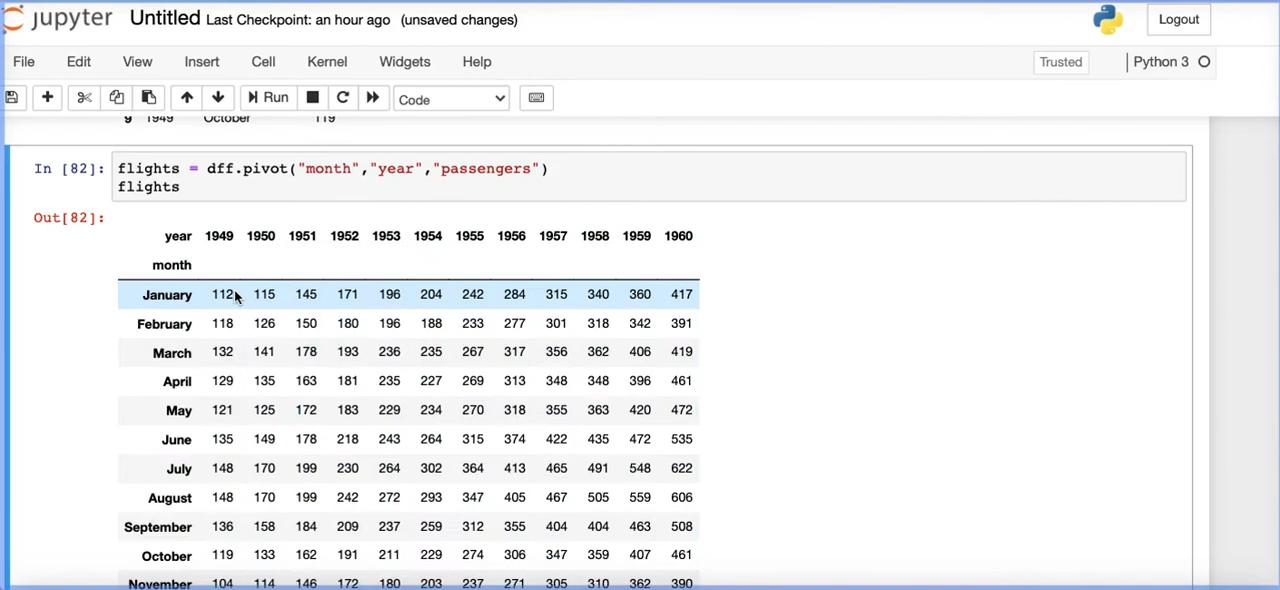 jupyter Untitled Last Checkpoint: an hour ago (unsaved changes) Logout
File Edit View Insert Cell Kernel Widgets Help Trusted Python 3
Run Code
9 1949 October 119
In [82]: flights = dff.pivot("month","year","passengers")
flights
Out[82]:
year 1949 1950 1951 1952 1953 1954 1955 1956 1957 1958 1959 1960
month
January 112 115 145 171 196 204 242 284 315 340 360 417
February 118 126 150 180 196 188 233 277 301 318 342 391
March 132 141 178 193 236 235 267 317 356 362 406 419
April 129 135 163 181 235 227 269 313 348 348 396 461
May 121 125 172 183 229 234 270 318 355 363 420 472
June 135 149 178 218 243 264 315 374 422 435 472 535
July 148 170 199 230 264 302 364 413 465 491 548 622
August 148 170 199 242 272 293 347 405 467 505 559 606
September 136 158 184 209 237 259 312 355 404 404 463 508
October 119 133 162 191 211 229 274 306 347 359 407 461
November 104 114 146 172 180 203 237 271 305 310 362 390